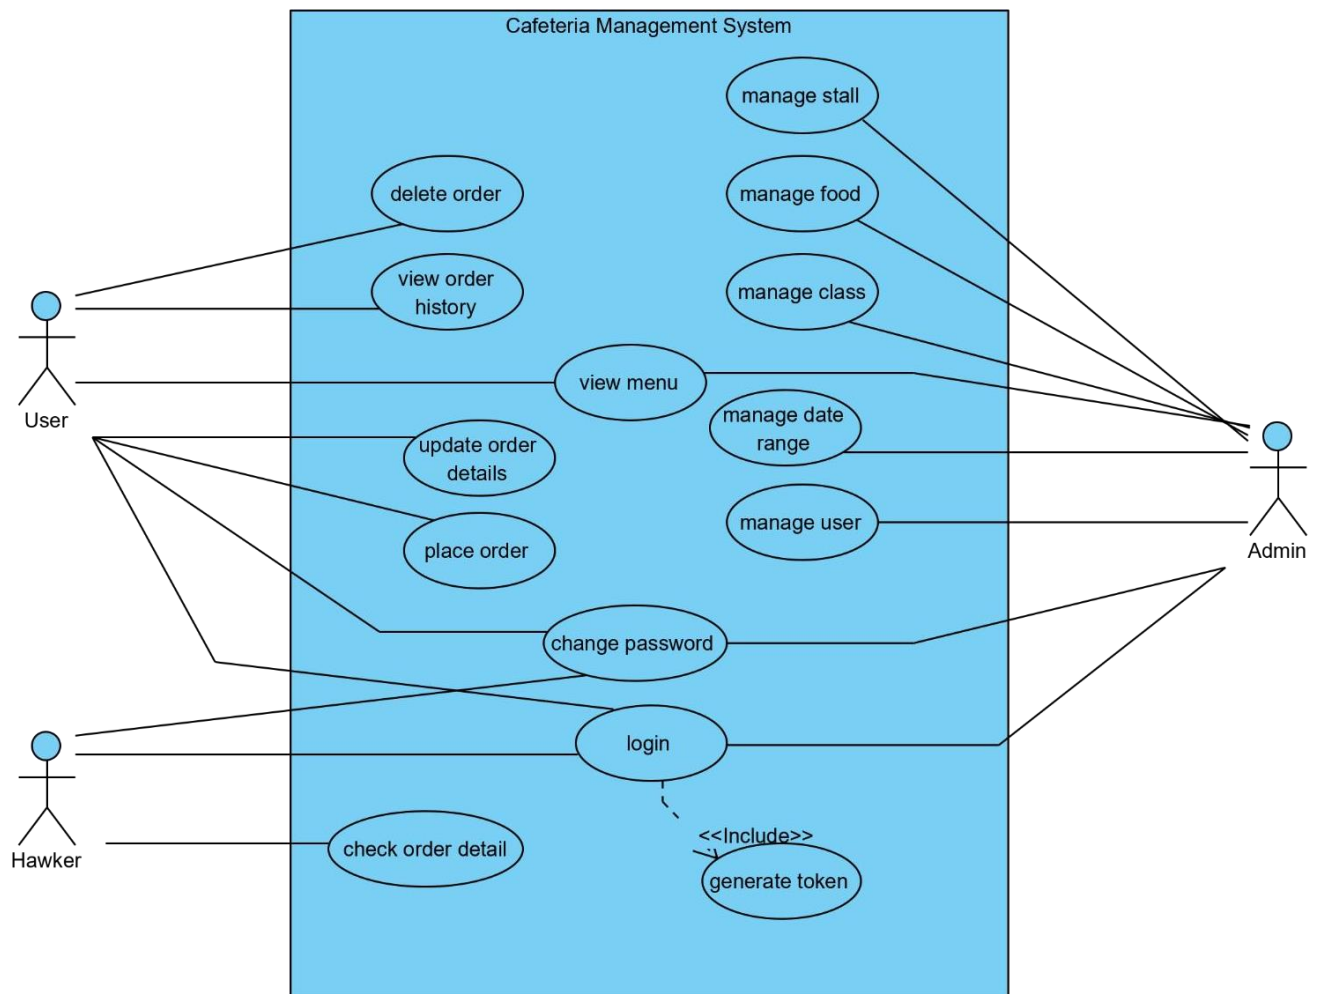 Cafeteria Management System
manage stall
delete order
manage food
view order
history
manage class
view menu
User
manage date
range
update order
details
manage user
place order
Admin
change password
login
Hawker
check order detail
<<Include>>
generate token